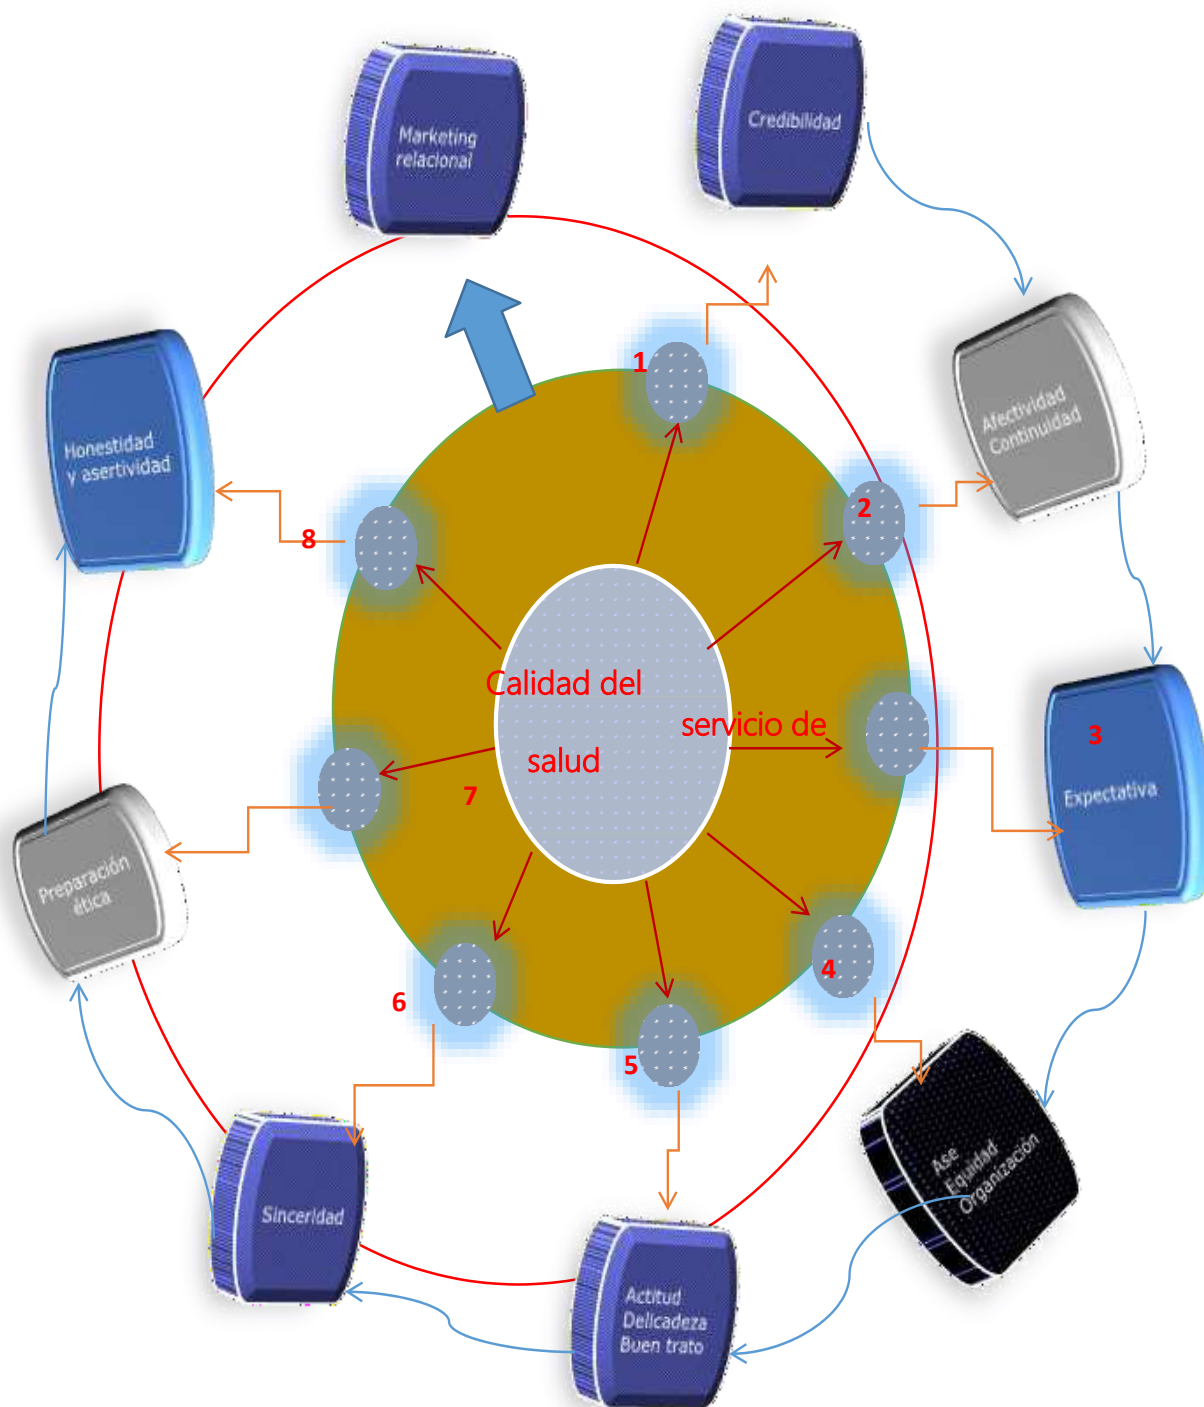 Marketing
relacional
Credibilidad
1
Afectividad
Continuidad
2
Honestidad
y asertividad
8
Calidad del
servicio de
salud
3
Expectativa
7
Preparación
ética
4
6
5
Ase
Equidad
Organización
Sinceridad
Actitud
Delicadeza
Buen trato